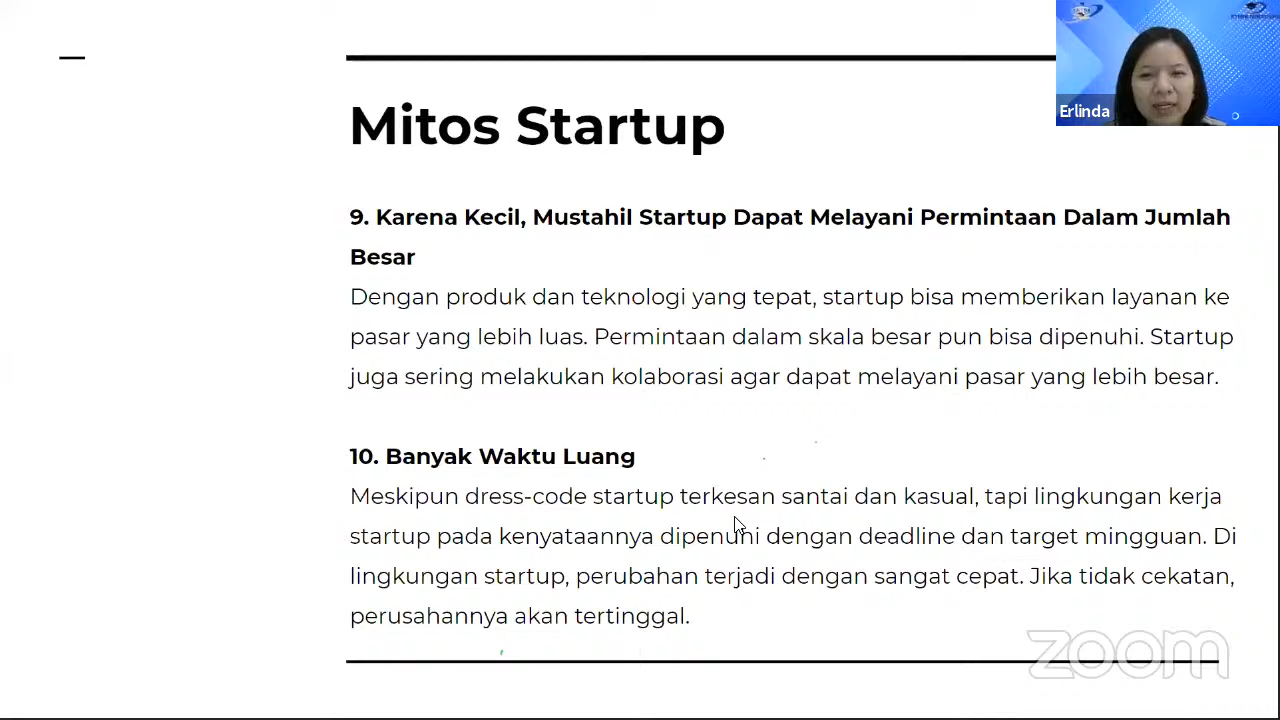 Mitos Startup
9. Karena Kecil, Mustahil Startup Dapat Melayani Permintaan Dalam Jumlah
Besar
Dengan produk dan teknologi yang tepat, startup bisa memberikan layanan ke
pasar yang lebih luas. Permintaan dalam skala besar pun bisa dipenuhi. Startup
juga sering melakukan kolaborasi agar dapat melayani pasar yang lebih besar.
10. Banyak Waktu Luang
Meskipun dress-code startup terkesan santai dan kasual, tapi lingkungan kerja
startup pada kenyataannya dipenuhi dengan deadline dan target mingguan. Di
lingkungan startup, perubahan terjadi dengan sangat cepat. Jika tidak cekatan,
perusahannya akan tertinggal.
Erlinda
zoom